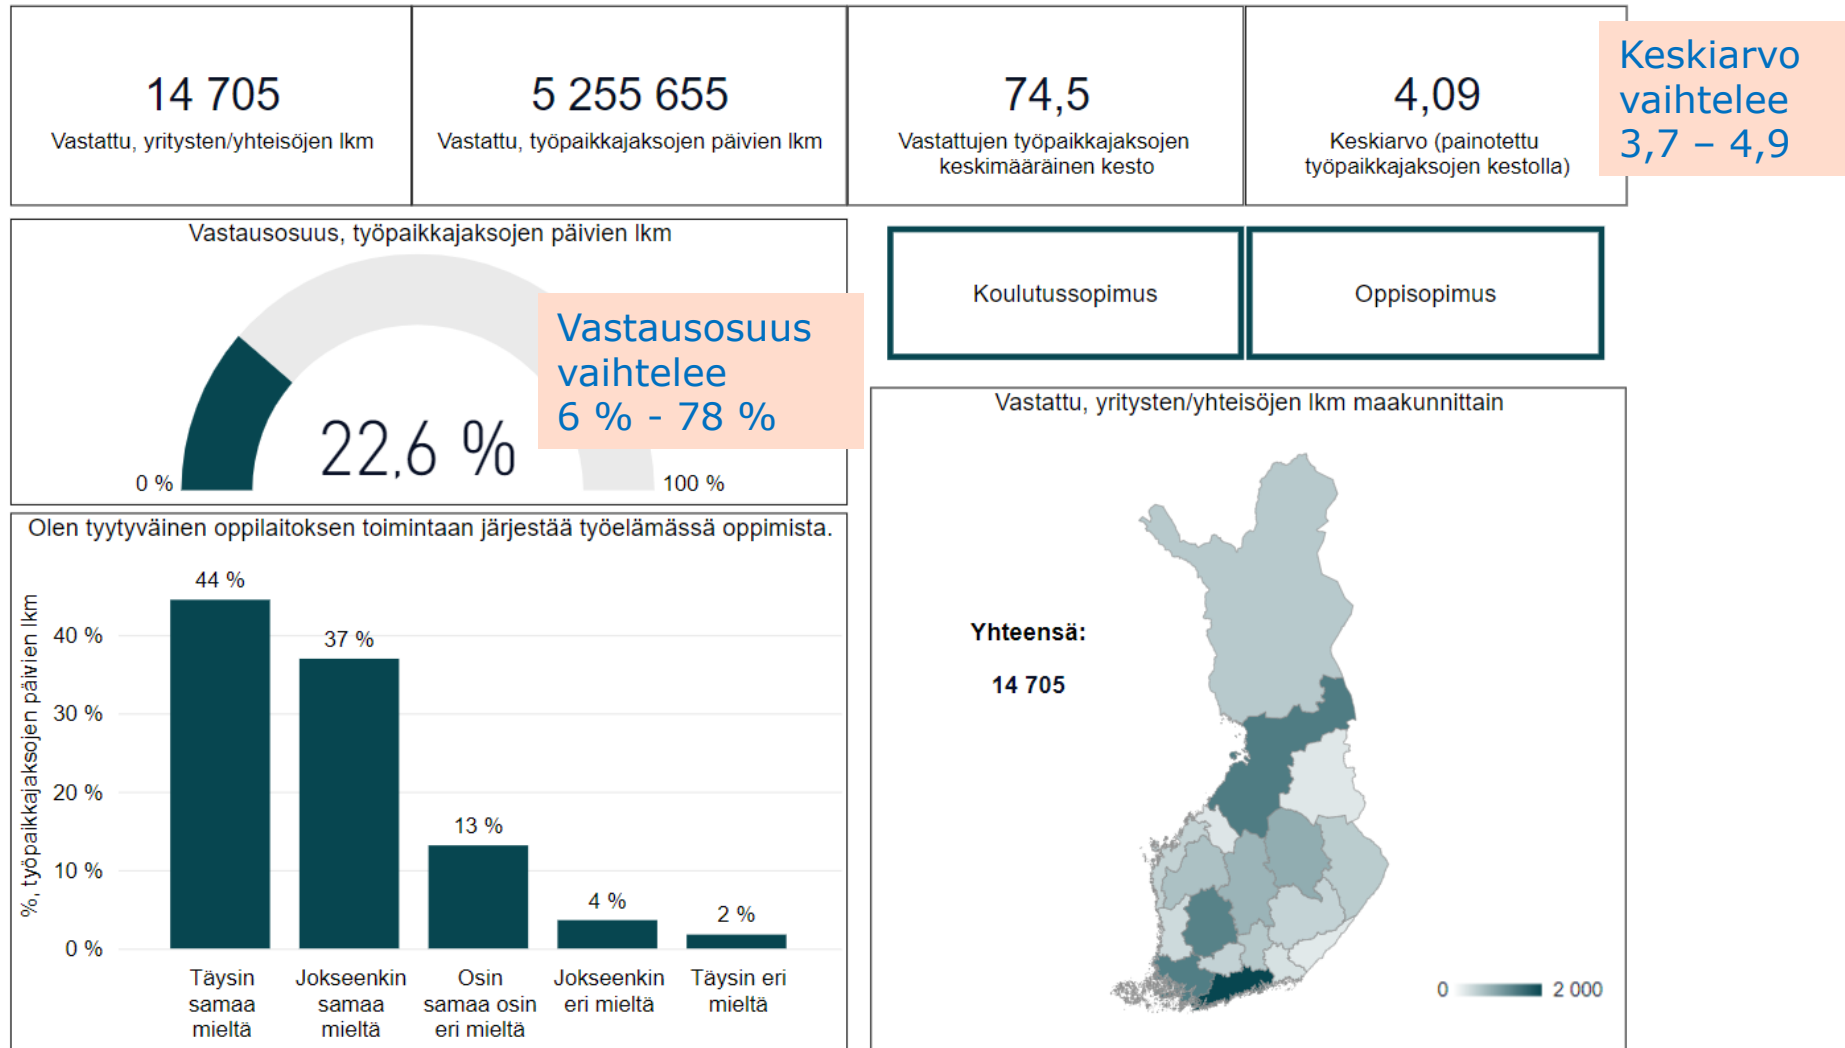 14 705
Vastattu, yritysten/yhteisöjen lkm
5 255 655
Vastattu, työpaikkajaksojen päivien lkm
74,5
Vastattujen työpaikkajaksojen
keskimääräinen kesto
4,09
Keskiarvo (painotettu
työpaikkajaksojen kestolla)
Keskiarvo
vaihtelee
3,7 – 4,9
Vastausosuus, työpaikkajaksojen päivien lkm
22,6 %
0 %
100 %
Vastausosuus
vaihtelee
6 % - 78 %
Koulutussopimus
Oppisopimus
Olen tyytyväinen oppilaitoksen toimintaan järjestää työelämässä oppimista.
%, työpaikkajaksojen päivien lkm
40 %
30 %
20 %
10 %
0 %
44 %
37 %
13 %
4 %
2 %
Täysin
samaa
mieltä
Jokseenkin
samaa
mieltä
Osin
samaa osin
eri mieltä
Jokseenkin
eri mieltä
Täysin eri
mieltä
Vastattu, yritysten/yhteisöjen lkm maakunnittain
Yhteensä:
14 705
0
2 000